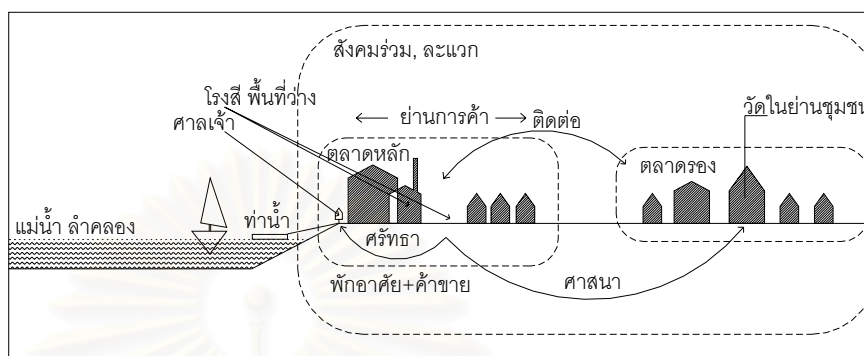 สังคมร่วม, ละแวก
โรงสี พื้นที่ว่าง
ย่านการค้า
ติดต่อ
วัดในย่านชุมชน
ศาลเจ้า
ตลาดหลัก
ตลาดรอง
แม่น้ำ ลำคลอง
ท่าน้ำ
ศรัทธา
พักอาศัย+ค้าขาย
ศาสนา